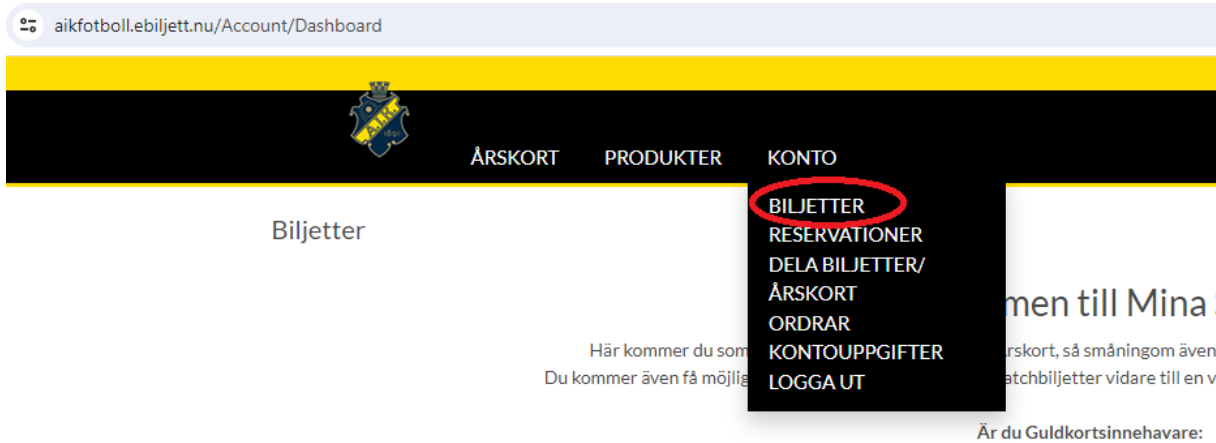 aikfotboll.ebiljett.nu/Account/Dashboard
A.I.K.
1891
ÅRSKORT PRODUKTER KONTO
BILJETTER
RESERVATIONER
DELA BILJETTER/
ÅRSKORT
ORDRAR
KONTOUPPGIFTER
LOGGA UT
Biljetter
men till Mina
Här kommer du som rskort, så småningom även
Du kommer även få möjlig atchbiljetter vidare till en v
Är du Guldkortsinnehavare: